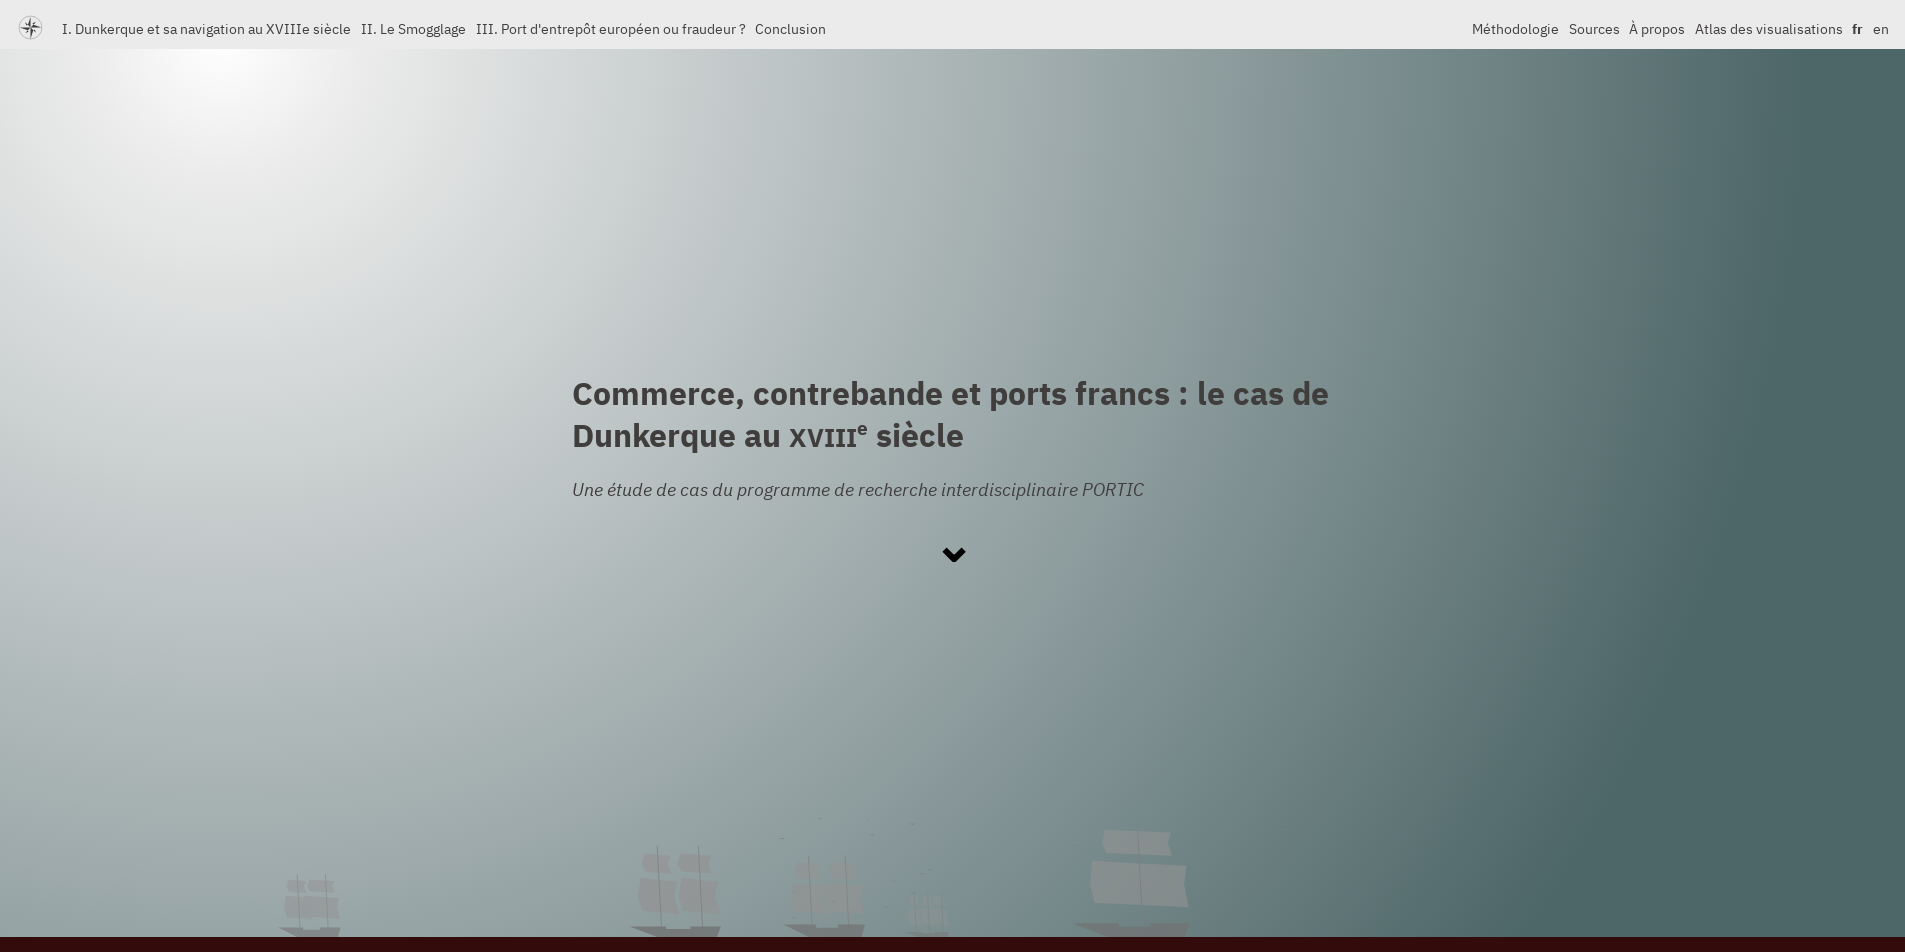 I. Dunkerque et sa navigation au XVIIIe siècle II. Le Smogglage III. Port d'entrepôt européen ou fraudeur ? Conclusion Méthodologie Sources À propos Atlas des visualisations fr en
Commerce, contrebande et ports francs : le cas de
Dunkerque au XVIIIe siècle
Une étude de cas du programme de recherche interdisciplinaire PORTIC